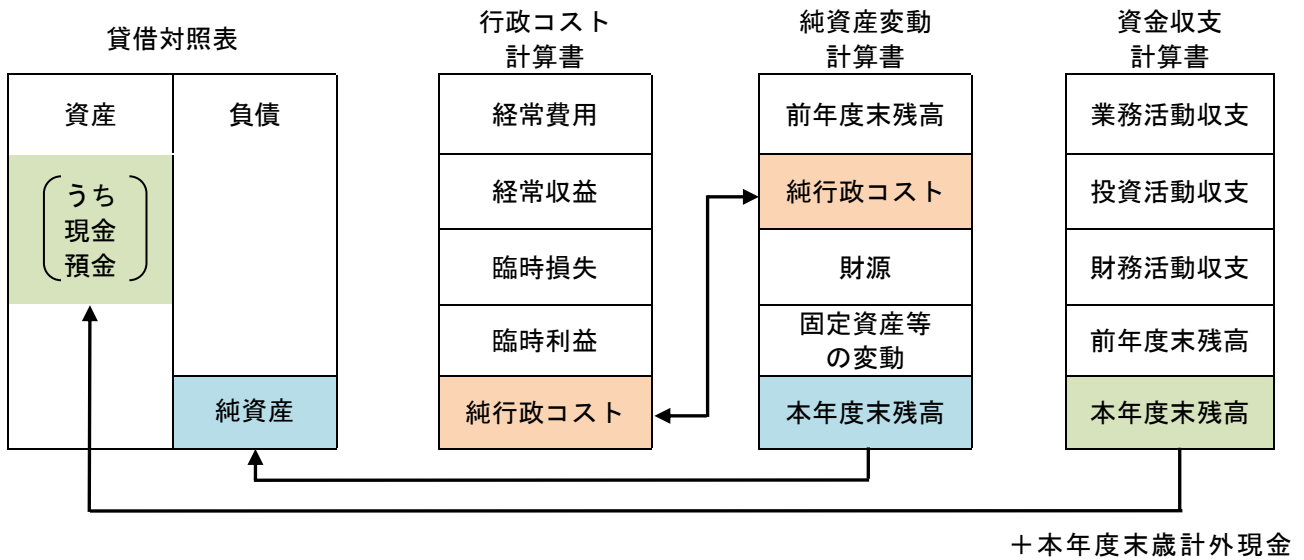 貸借対照表
資産
負債
うち
現金
預金
純資産
行政コスト
計算書
経常費用
経常収益
臨時損失
臨時利益
純行政コスト
純資産変動
計算書
前年度末残高
純行政コスト
財源
固定資産等
の変動
本年度末残高
資金収支
計算書
業務活動収支
投資活動収支
財務活動収支
前年度末残高
本年度末残高
＋本年度末歳計外現金